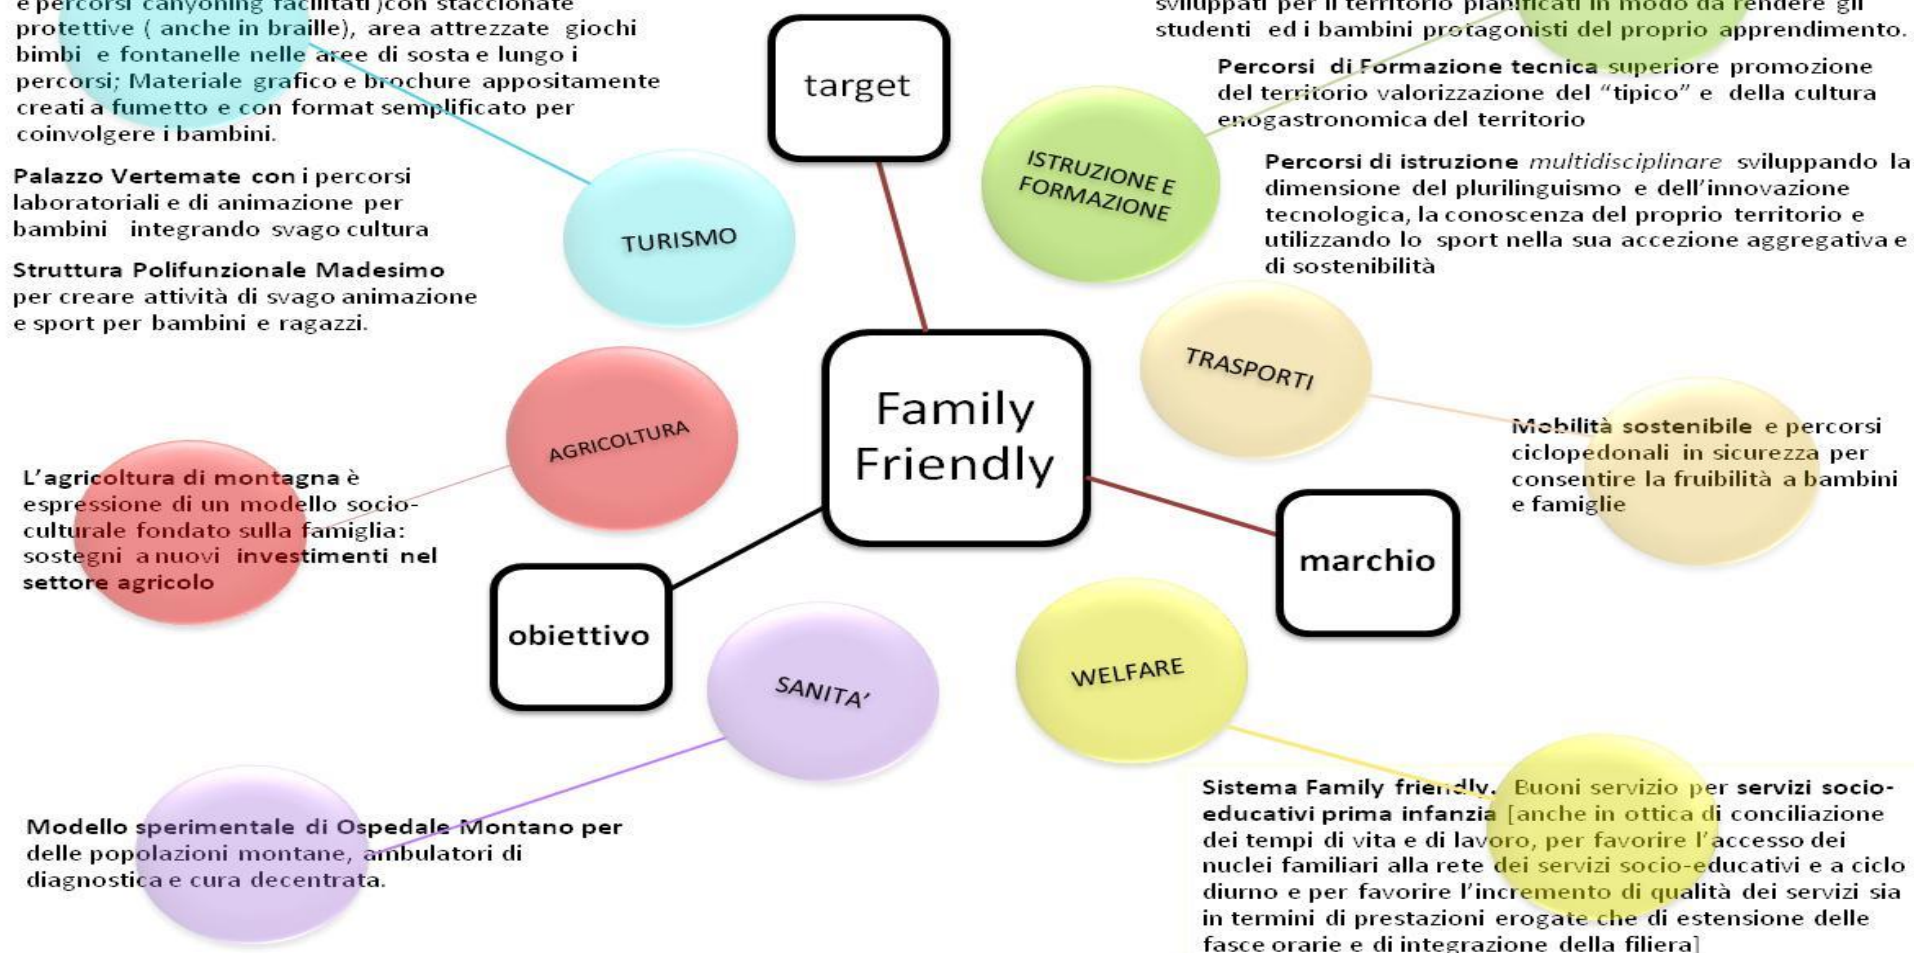 e percorsi canyoning facilitati )con staccionate
protettive ( anche in braille), area attrezzate giochi
bimbi e fontanelle nelle aree di sosta e lungo i
percorsi; Materiale grafico e brochure appositamente
creati a fumetto e con format semplificato per
coinvolgere i bambini.
Palazzo Vertemate con i percorsi
laboratoriali e di animazione per
bambini integrando svago cultura
Struttura Polifunzionale Madesimo
per creare attività di svago animazione
e sport per bambini e ragazzi.
TURISMO
target
sviluppati per il territorio pianificati in modo da rendere gli
studenti ed i bambini protagonisti del proprio apprendimento.
Percorsi di Formazione tecnica superiore promozione
del territorio valorizzazione del “tipico” e della cultura
enogastronomica del territorio
Percorsi di istruzione multidisciplinare sviluppando la
dimensione del plurilinguismo e dell’innovazione
tecnologica, la conoscenza del proprio territorio e
utilizzando lo sport nella sua accezione aggregativa e
di sostenibilità
ISTRUZIONE E
FORMAZIONE
TRASPORTI
Mobilità sostenibile e percorsi
ciclopedonali in sicurezza per
consentire la fruibilità a bambini
e famiglie
Family
Friendly
AGRICOLTURA
L’agricoltura di montagna è
espressione di un modello socio-
culturale fondato sulla famiglia:
sostegni a nuovi investimenti nel
settore agricolo
marchio
obiettivo
SANITA’
WELFARE
Modello sperimentale di Ospedale Montano per
delle popolazioni montane, ambulatori di
diagnostica e cura decentrata.
Sistema Family friendly. Buoni servizio per servizi socio-
educativi prima infanzia [anche in ottica di conciliazione
dei tempi di vita e di lavoro, per favorire l’accesso dei
nuclei familiari alla rete dei servizi socio-educativi e a ciclo
diurno e per favorire l’incremento di qualità dei servizi sia
in termini di prestazioni erogate che di estensione delle
fasce orarie e di integrazione della filiera]